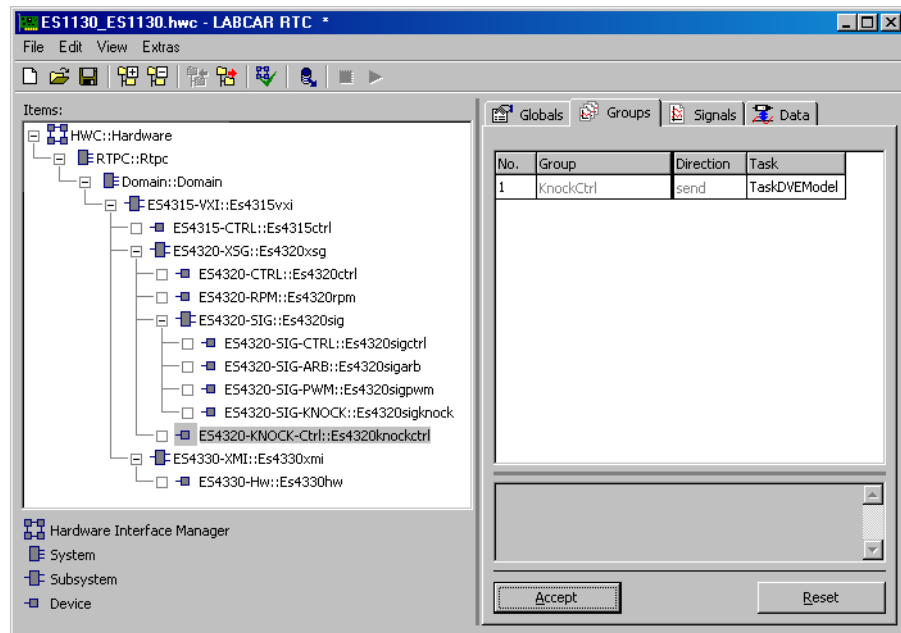 ES1130_ES1130.hwc - LABCAR RTC *
File Edit View Extras
Items:
HWC::Hardware
RTPC::Rtpc
Domain::Domain
ES4315-VXI::Es4315vxi
ES4315-CTRL::Es4315ctrl
ES4320-XSG::Es4320xsg
ES4320-CTRL::Es4320ctrl
ES4320-RPM::Es4320rpm
ES4320-SIG::Es4320sig
ES4320-SIG-CTRL::Es4320sigctrl
ES4320-SIG-ARB::Es4320sigarb
ES4320-SIG-PWM::Es4320sigpwm
ES4320-SIG-KNOCK::Es4320sigknock
ES4320-KNOCK-Ctrl::Es4320knockctrl
ES4330-XMI::Es4330xmi
ES4330-Hw::Es4330hw
Hardware Interface Manager
System
Subsystem
Device
Globals Groups Signals Data
No. Group Direction Task
1 KnockCtrl send TaskDVEModel
Accept Reset